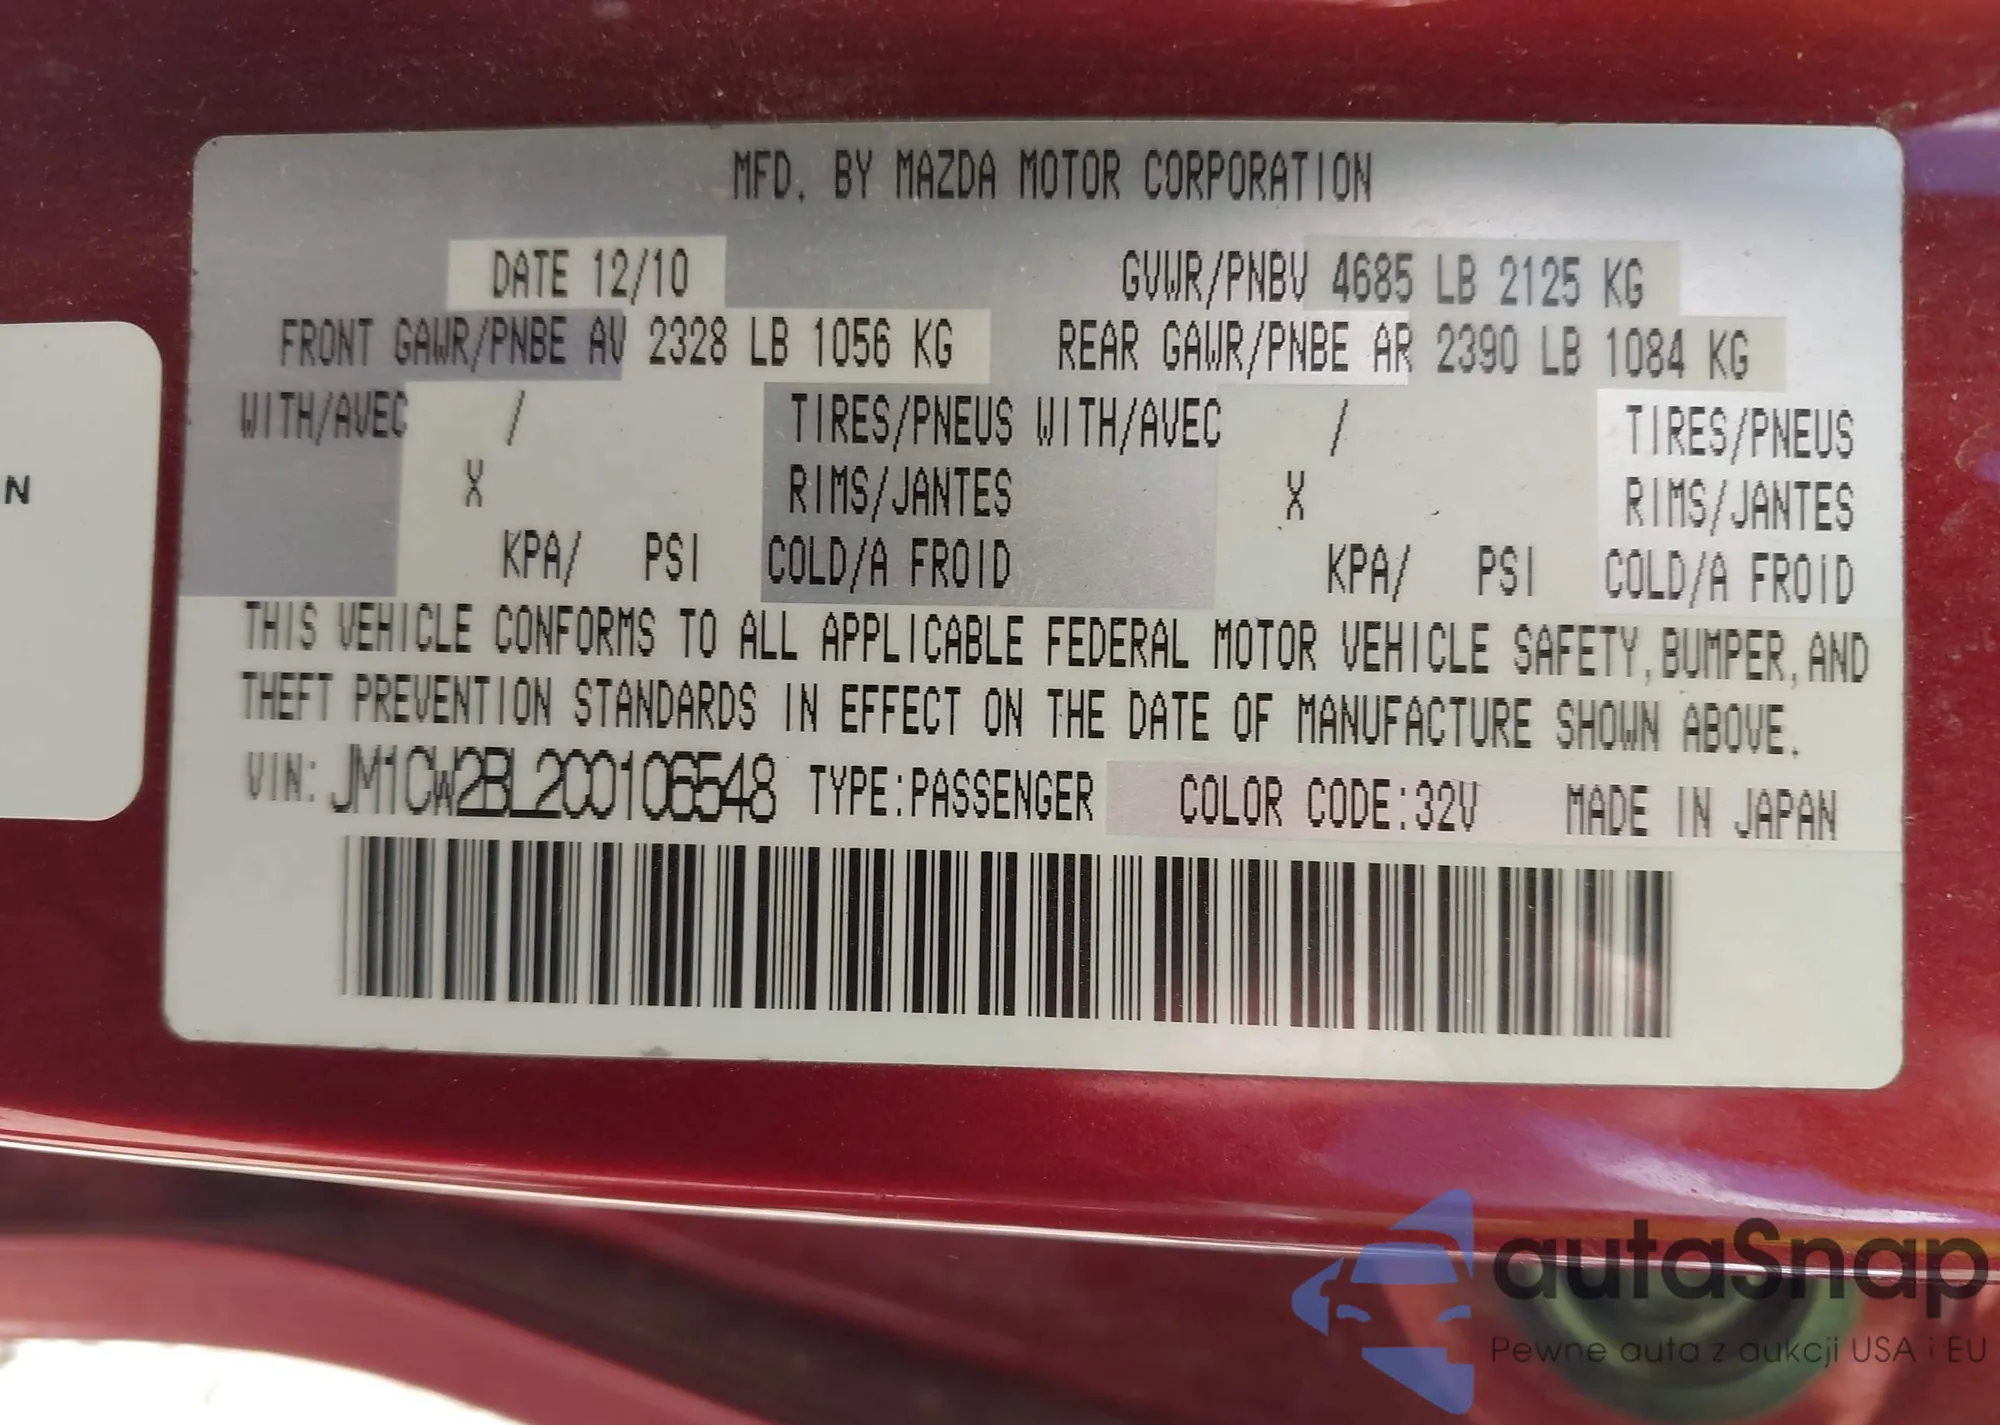 MFD. BY MAZDA MOTOR CORPORATION
DATE 12/10 GVWR/PNBV 4685 LB 2125 KG
FRONT GAWR/PNBE AV 2328 LB 1056 KG REAR GAWR/PNBE AR 2390 LB 1084 KG
WITH/AVEC / TIRES/PNEUS WITH/AVEC / TIRES/PNEUS
X RIMS/JANTES X RIMS/JANTES
KPA/ PSI COLD/A FROID KPA/ PSI COLD/A FROID
THIS VEHICLE CONFORMS TO ALL APPLICABLE FEDERAL MOTOR VEHICLE SAFETY, BUMPER, AND
THEFT PREVENTION STANDARDS IN EFFECT ON THE DATE OF MANUFACTURE SHOWN ABOVE.
VIN: JM1CW2BL2C0106548 TYPE:PASSENGER COLOR CODE:32V MADE IN JAPAN
N
autaSnap
Pewne auta z aukcji USA i EU